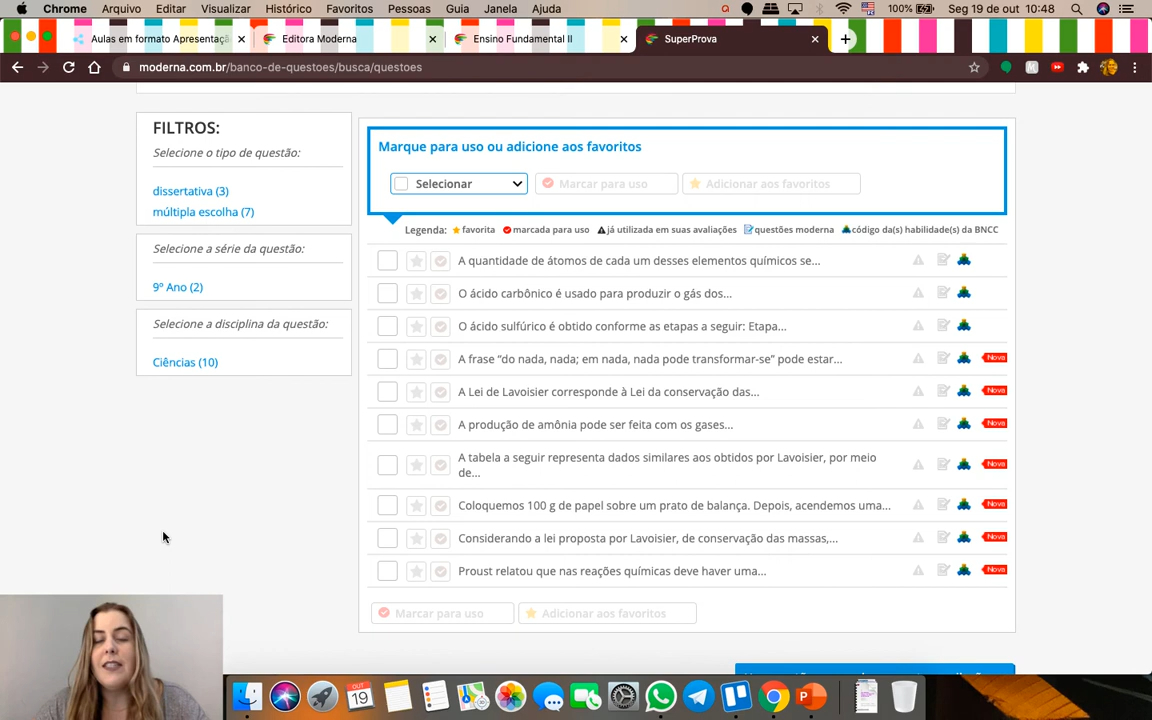 Chrome Arquivo Editar Visualizar Histórico Favoritos Pessoas Guia Janela Ajuda 100% Seg 19 de out 10:48
Aulas em formato Apresentaçã Editora Moderna Ensino Fundamental II SuperProva
moderna.com.br/banco-de-questoes/busca/questoes
FILTROS:
Selecione o tipo de questão:
dissertativa (3)
múltipla escolha (7)
Selecione a série da questão:
9º Ano (2)
Selecione a disciplina da questão:
Ciências (10)
Marque para uso ou adicione aos favoritos
Selecionar Marcar para uso Adicionar aos favoritos
Legenda: favorita marcada para uso já utilizada em suas avaliações questões moderna código da(s) habilidade(s) da BNCC
A quantidade de átomos de cada um desses elementos químicos se...
O ácido carbônico é usado para produzir o gás dos...
O ácido sulfúrico é obtido conforme as etapas a seguir: Etapa...
A frase “do nada, nada; em nada, nada pode transformar-se” pode estar... Nova
A Lei de Lavoisier corresponde à Lei da conservação das... Nova
A produção de amônia pode ser feita com os gases... Nova
A tabela a seguir representa dados similares aos obtidos por Lavoisier, por meio
de... Nova
Coloquemos 100 g de papel sobre um prato de balança. Depois, acendemos uma... Nova
Considerando a lei proposta por Lavoisier, de conservação das massas,... Nova
Proust relatou que nas reações químicas deve haver uma... Nova
Marcar para uso Adicionar aos favoritos
OUT
19